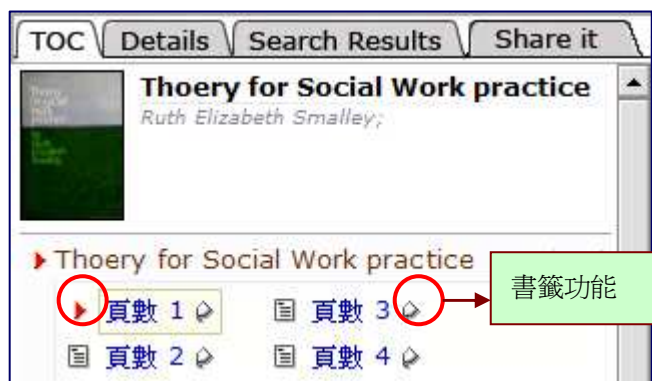 TOC Details Search Results Share it
Thoery for Social Work practice
Ruth Elizabeth Smalley;
Thoery for Social Work practice
頁數 1 頁數 3
書籤功能
頁數 2 頁數 4